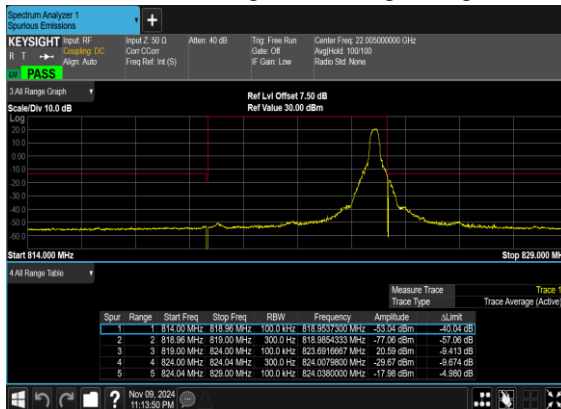 Spectrum Analyzer 1
Spurious Emissions
KEYSIGHT Input: RF Input Z: 50 Ω Atten: 40 dB Trig: Free Run Center Freq: 22.005000000 GHz
R T Coupling: DC Corr CCorr Gate: Off Avg|Hold: 100/100
Align: Auto Freq Ref: Int (S) IF Gain: Low Radio Std: None
PASS
3 All Range Graph
Ref Lvl Offset 7.50 dB
Scale/Div 10.0 dB Ref Value 30.00 dBm
Log
20.0
10.0
0.00
-10.0
-20.0
-30.0
-40.0
-50.0
-60.0
Start 814.000 MHz Stop 829.000 MHz
4 All Range Table
Measure Trace Trace 1
Trace Type Trace Average (Active)
Spur Range Start Freq Stop Freq RBW Frequency Amplitude ΔLimit
1 1 814.00 MHz 818.96 MHz 100.0 kHz 818.9537300 MHz -53.04 dBm -40.04 dB
2 2 818.96 MHz 819.00 MHz 300.0 Hz 818.9854333 MHz -77.06 dBm -57.06 dB
3 3 819.00 MHz 824.00 MHz 100.0 kHz 823.6916667 MHz 20.59 dBm -9.413 dB
4 4 824.00 MHz 824.04 MHz 300.0 Hz 824.0079800 MHz -29.67 dBm -9.674 dB
5 5 824.04 MHz 829.00 MHz 100.0 kHz 824.0380000 MHz -17.98 dBm -4.980 dB
? Nov 09, 2024
11:13:50 PM